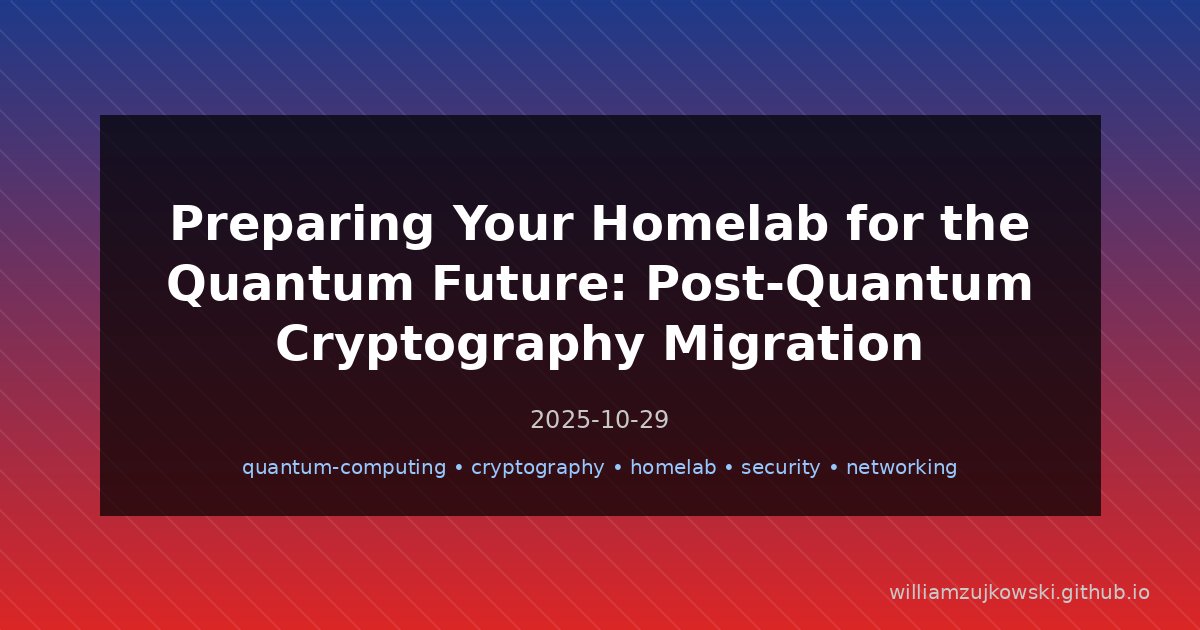 Preparing Your Homelab for the
Quantum Future: Post-Quantum
Cryptography Migration
2025-10-29
quantum-computing • cryptography • homelab • security • networking
williamzujkowski.github.io